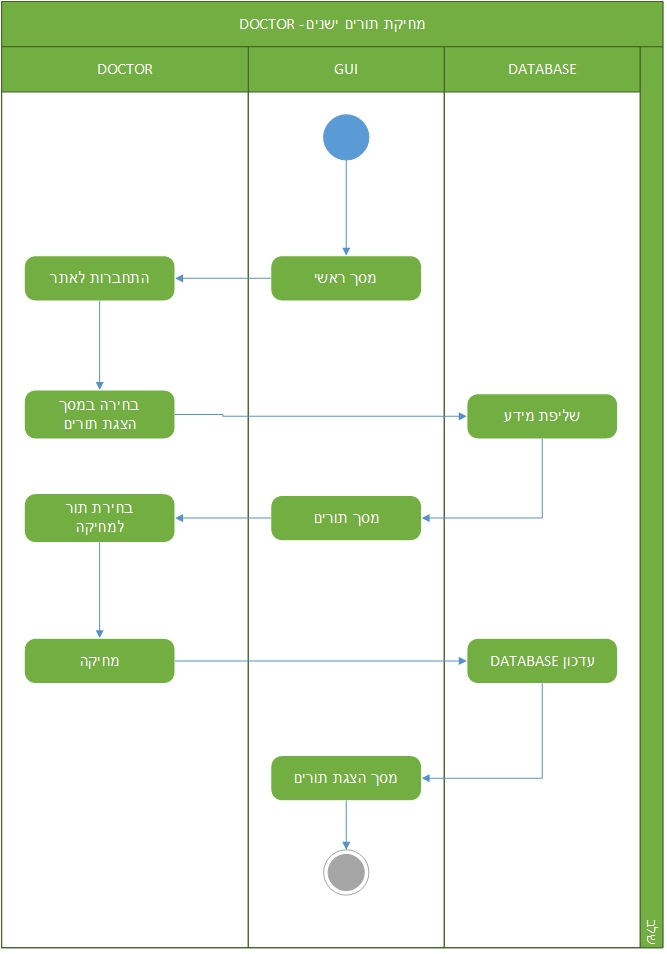 מחיקת תורים ישנים - DOCTOR
DOCTOR
GUI
DATABASE
מסך ראשי
התחברות לאתר
בחירה במסך
הצגת תורים
שליפת מידע
מסך תורים
בחירת תור
למחיקה
מחיקה
עדכון DATABASE
מסך הצגת תורים
שלב